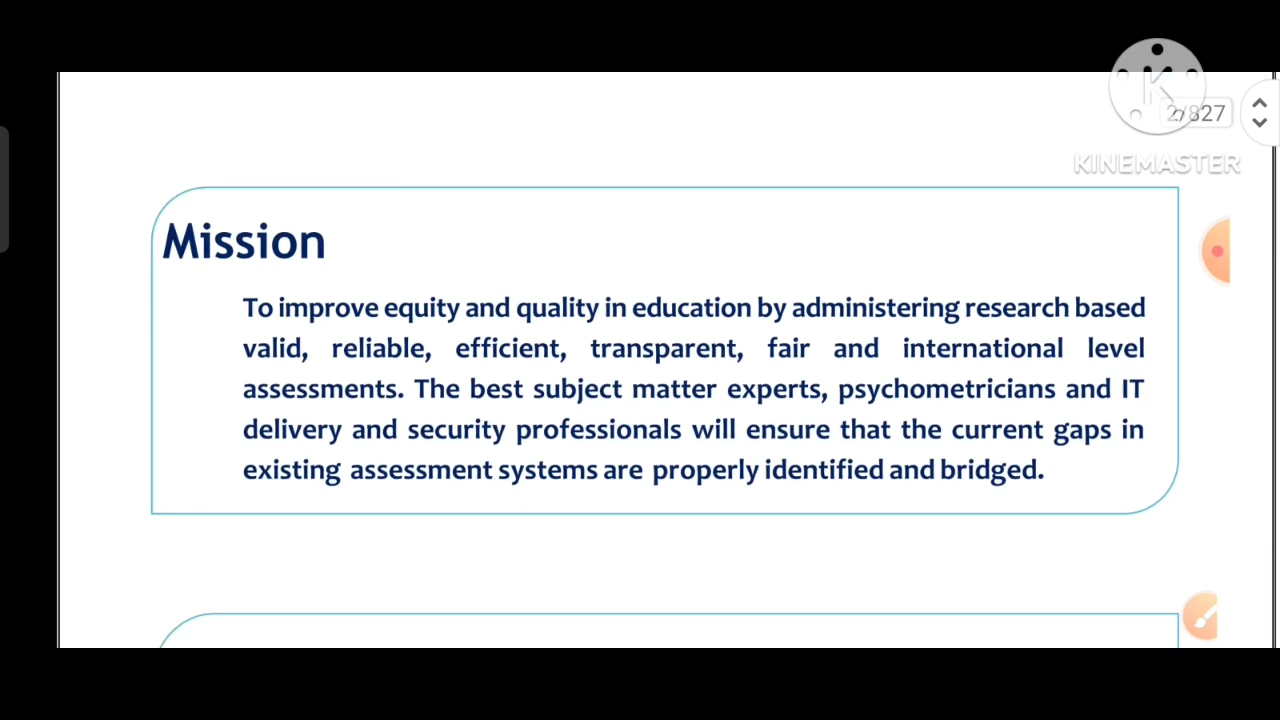 K
2/827
KINEMASTER
Mission
To improve equity and quality in education by administering research based
valid, reliable, efficient, transparent, fair and international level
assessments. The best subject matter experts, psychometricians and IT
delivery and security professionals will ensure that the current gaps in
existing assessment systems are properly identified and bridged.